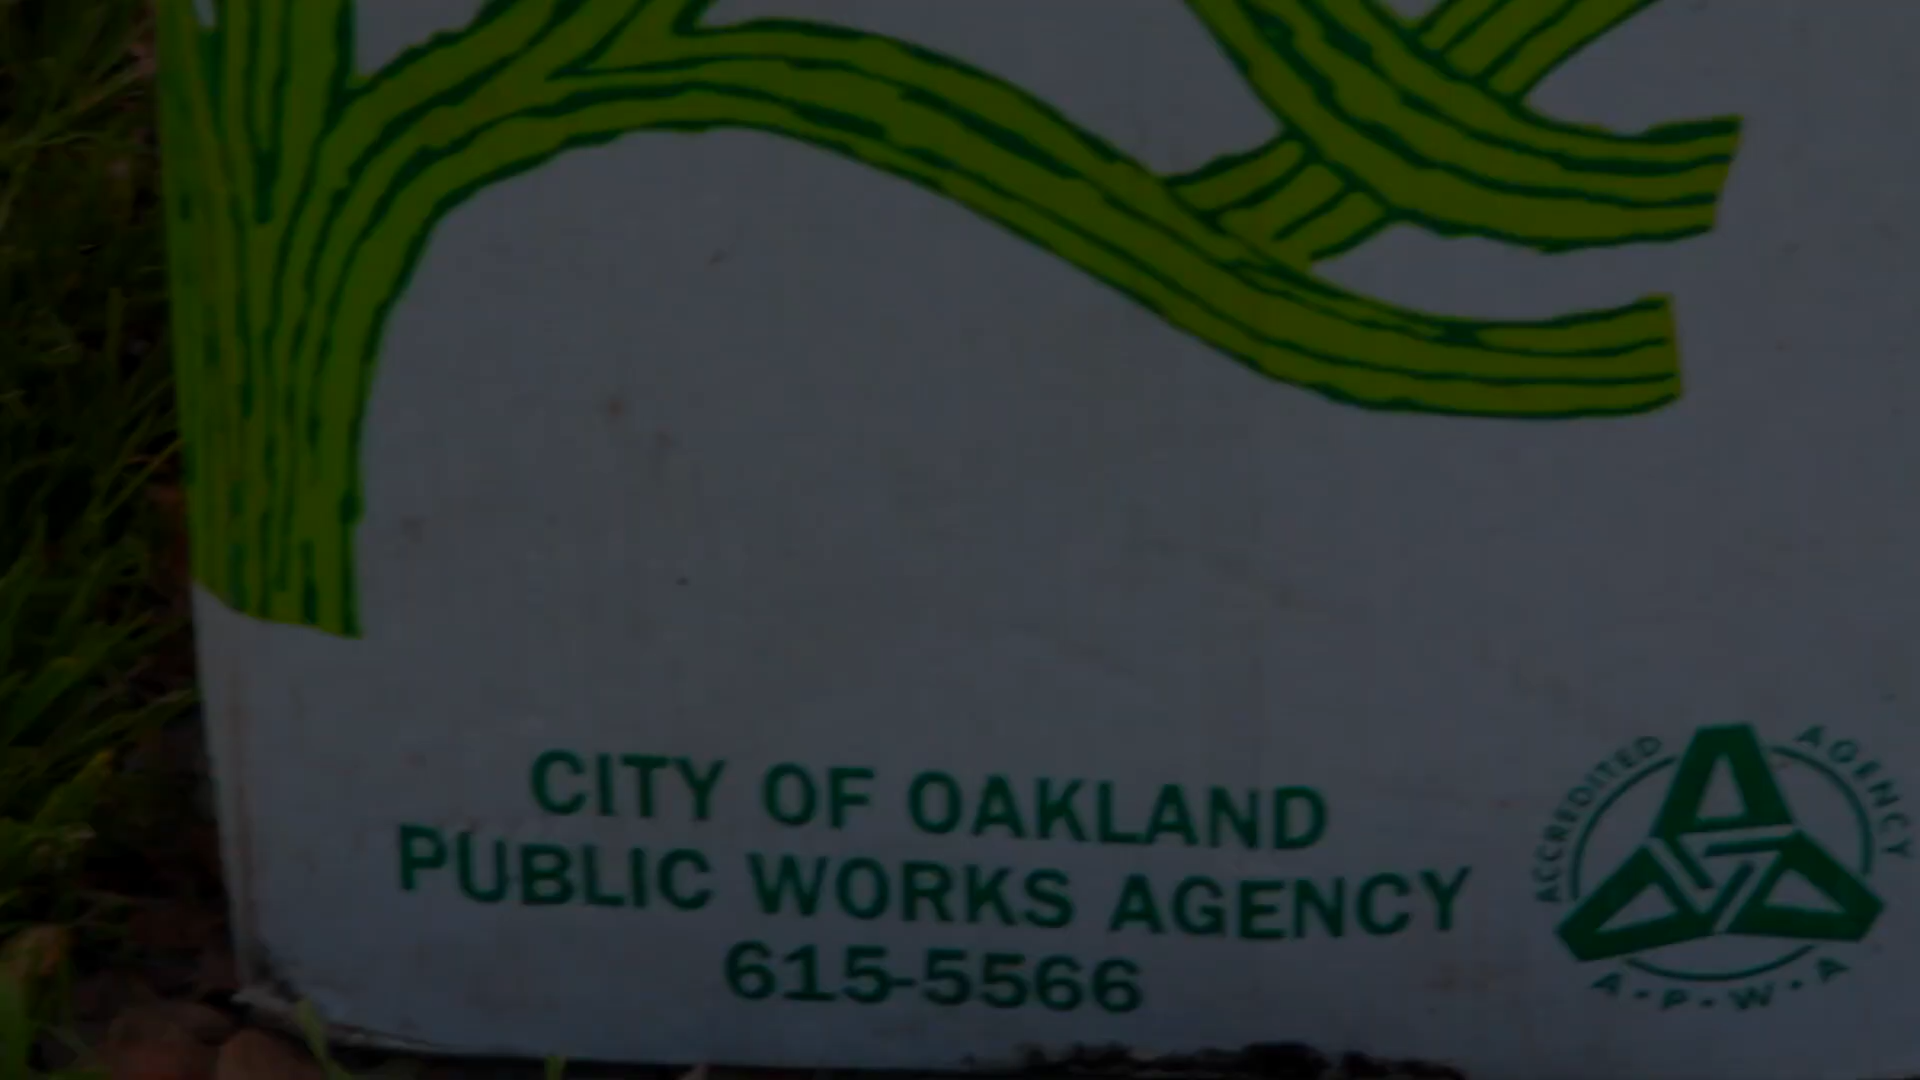 CITY OF OAKLAND
PUBLIC WORKS AGENCY
615-5566
ACCREDITED AGENCY
A·P·W·A